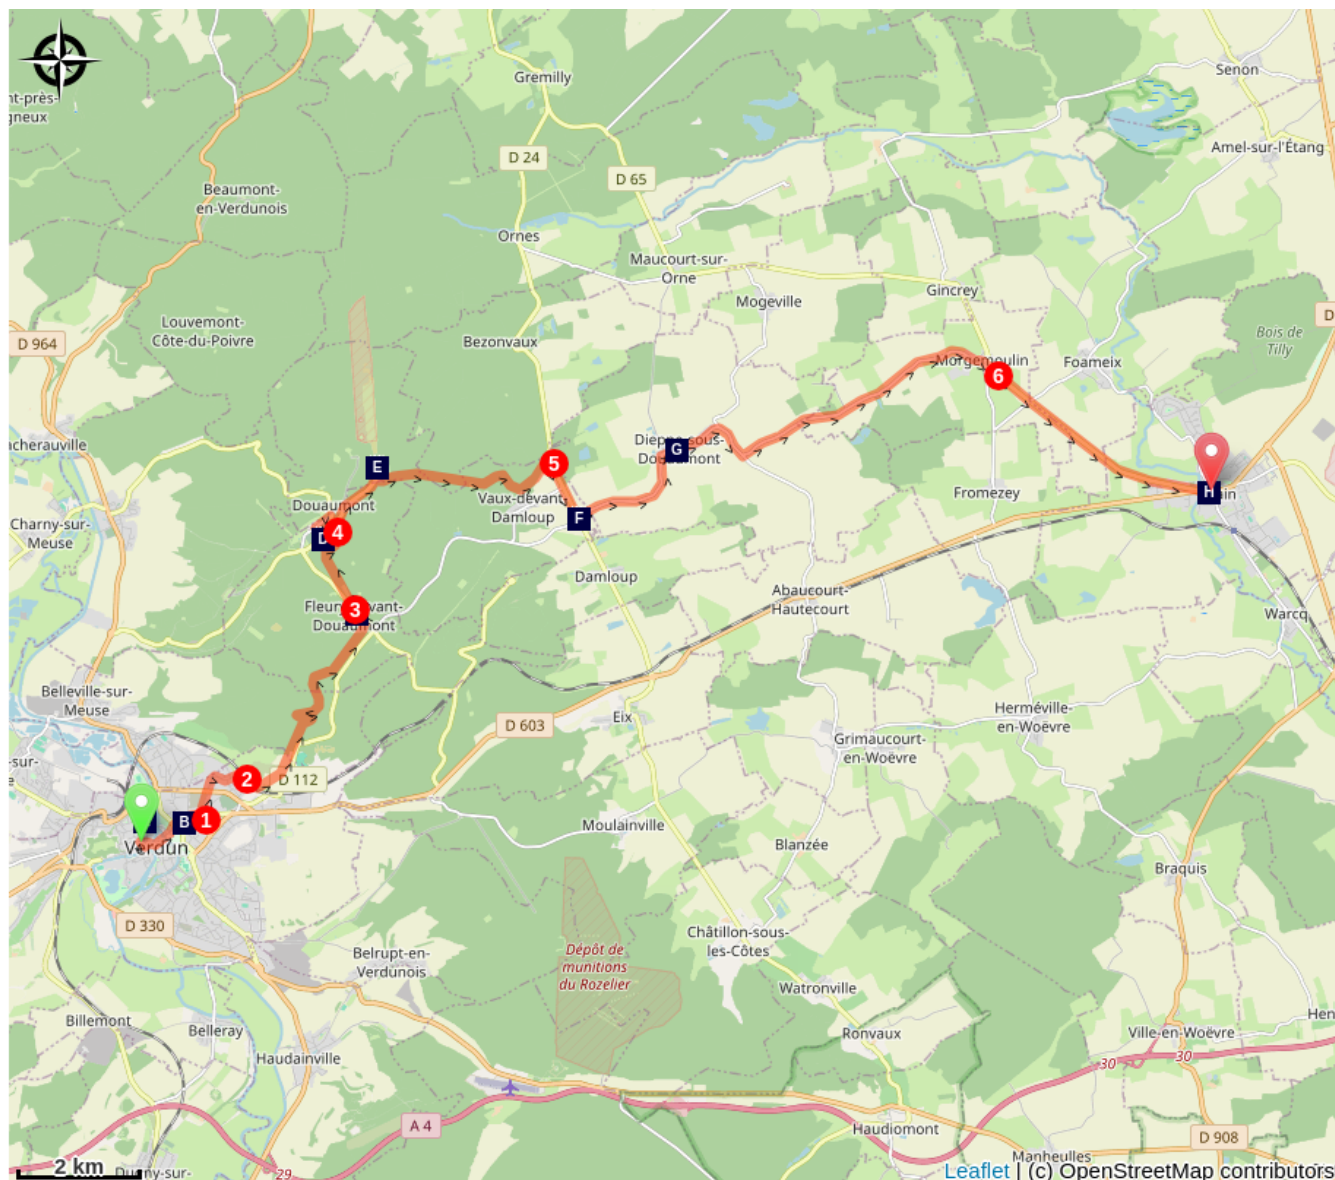 Gremilly
Senon
nt-près-
gneux
D 24
Amel-sur-l'Étang
D 65
Beaumont-
en-Verdunois
Ornes
Maucourt-sur-
Orne
Gincrey
Mogeville
Louvemont-
Côte-du-Poivre
D 964
Bezonvaux
Bois de
Tilly
D
Morgemoulin
Foameix
6
acherauville
G
5
E
Vaux-devant-
Damloup
Fromezey
H
Douaumont
Charny-sur-
Meuse
F
4
D
Damloup
Abaucourt-
Hautecourt
3
Warcq
Belleville-sur-
Meuse
Herméville-
en-Woëvre
Eix
D 603
Grimaucourt-
en-Woëvre
-sur-
2
D 112
B
1
Moulainville
Verdun
Blanzée
Braquis
D 330
Châtillon-sous-
les-Côtes
Dépôt de
munitions
du Rozelier
Belrupt-en-
Verdunois
Watronville
Billemont
Belleray
Ronvaux
Ville-en-Woëvre
Hen
Haudainville
30
30
A 4
Haudiomont
D 908
Manheulles
2 km
29
Leaflet | (c) OpenStreetMap contributors